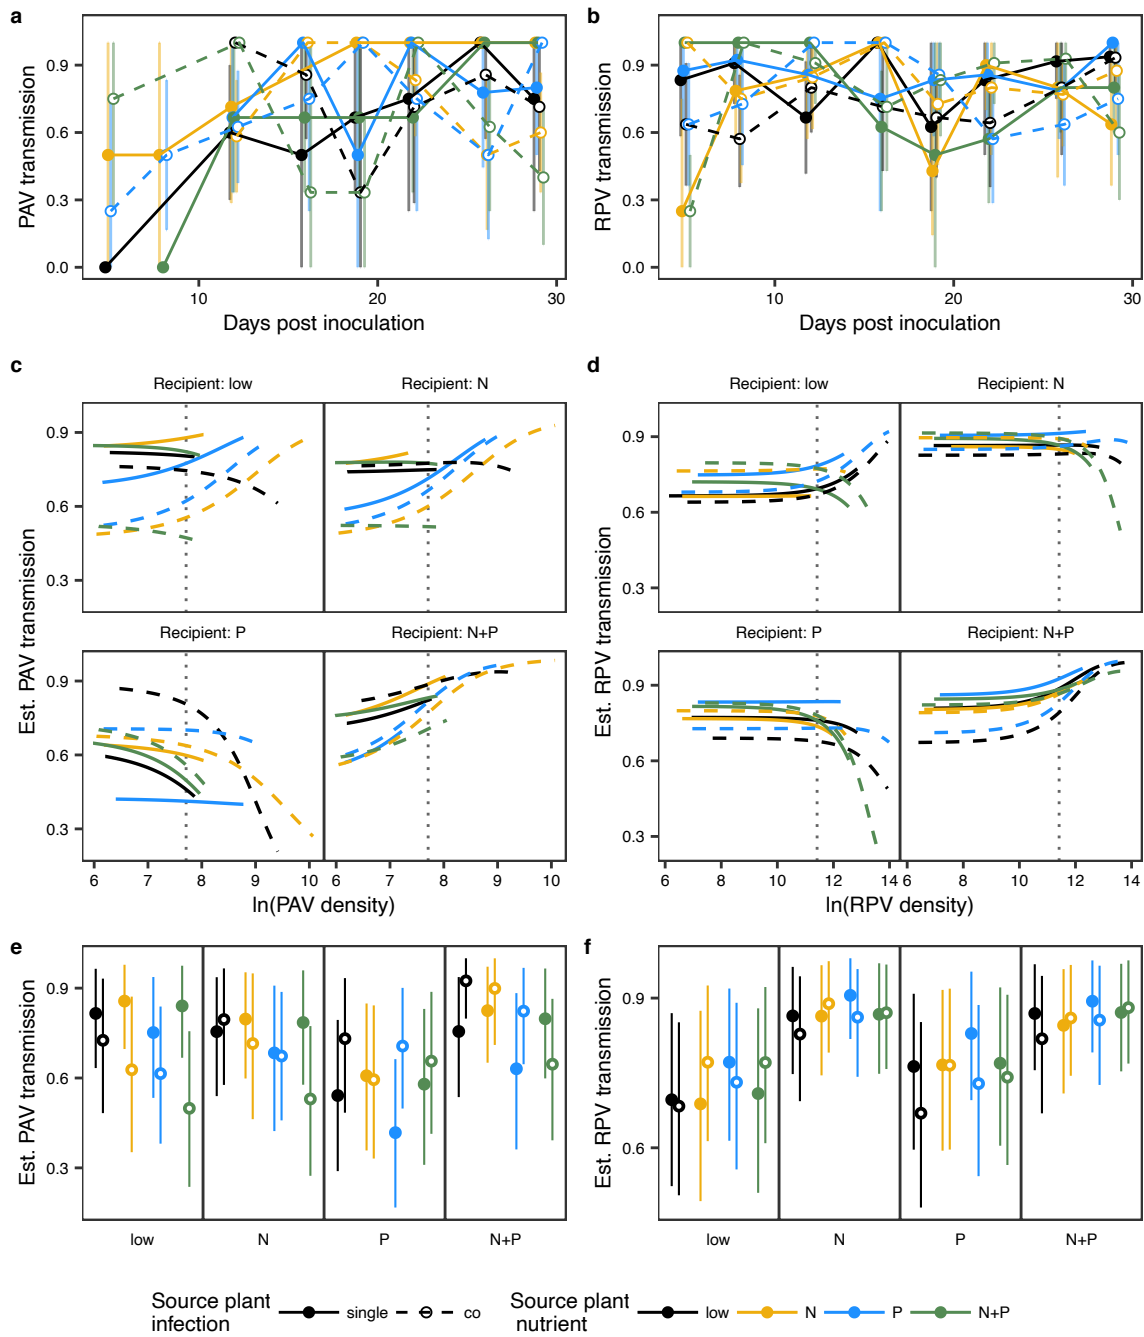 a
b
PAV transmission
0.9
0.6
0.3
0.0
10
20
30
Days post inoculation
RPV transmission
0.9
0.6
0.3
0.0
10
20
30
Days post inoculation
c
d
Est. PAV transmission
Recipient: low
Recipient: N
0.9
0.6
0.3
Recipient: P
Recipient: N+P
0.9
0.6
0.3
6 7 8 9 10
6 7 8 9 10
ln(PAV density)
Est. RPV transmission
Recipient: low
Recipient: N
0.9
0.6
0.3
Recipient: P
Recipient: N+P
0.9
0.6
0.3
6 8 10 12 14
6 8 10 12 14
ln(RPV density)
e
f
Est. PAV transmission
0.9
0.6
0.3
low N P N+P
Est. RPV transmission
0.9
0.6
low N P N+P
Source plant
infection
single
co
Source plant
nutrient
low
N
P
N+P